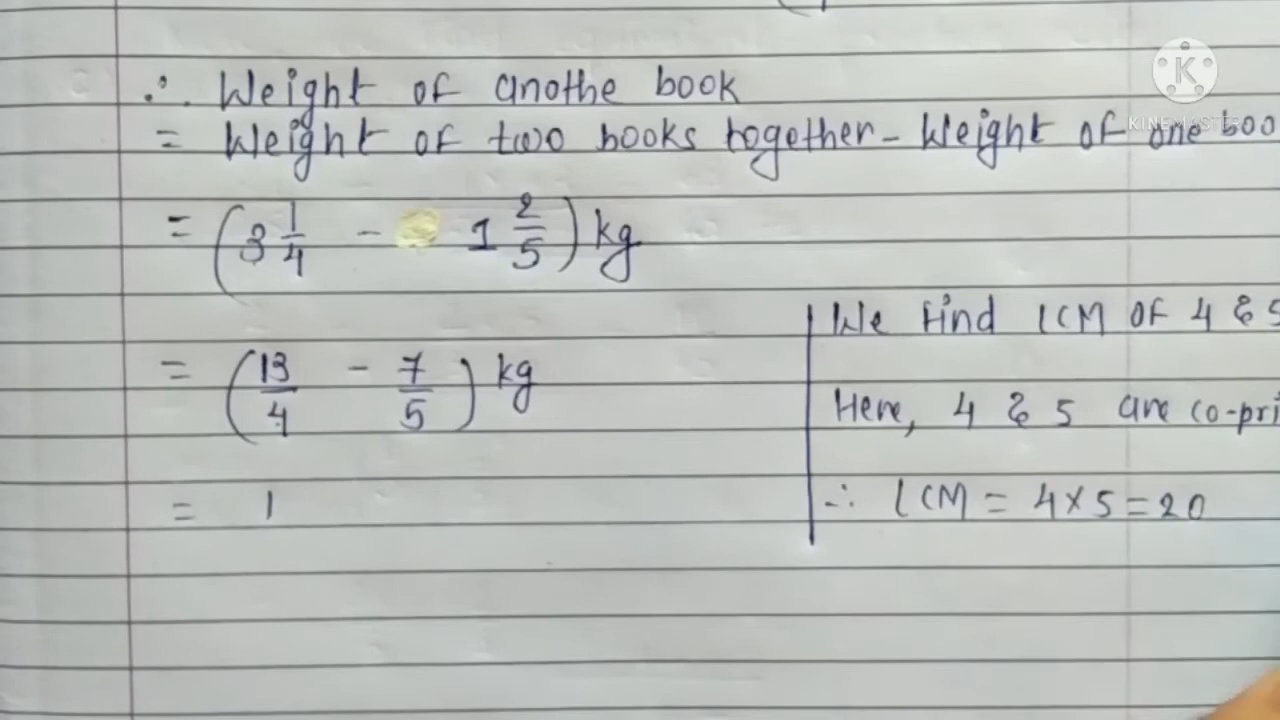 ∴ Weight of anothe book
= Weight of two books together - Weight of one boo
= (3 1/4 - 1 2/5) kg
= (13/4 - 7/5) kg
= 1
We find LCM of 4 & 5
Here, 4 & 5 are co-pri
∴ LCM = 4×5=20
K
KINEMASTER